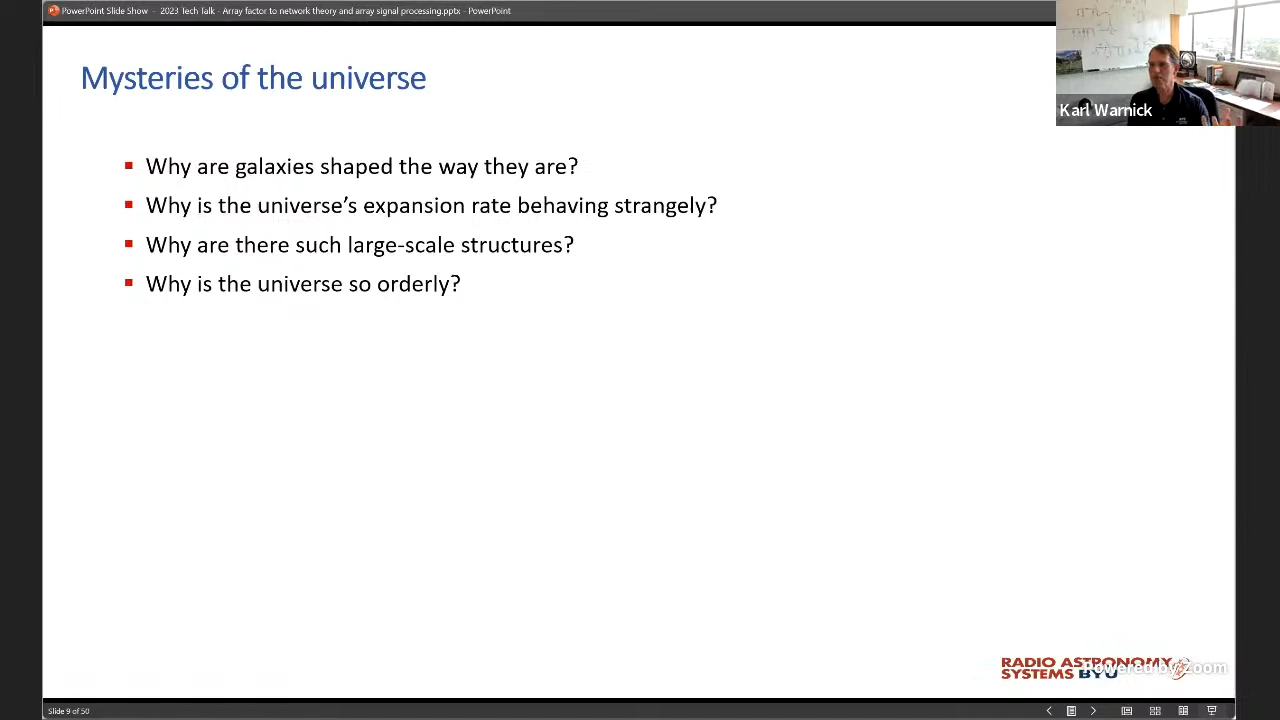 PowerPoint Slide Show - 2023 Tech Talk - Array factor to network theory and array signal processing.pptx - PowerPoint
Mysteries of the universe
Karl Warnick
▪ Why are galaxies shaped the way they are?
▪ Why is the universe’s expansion rate behaving strangely?
▪ Why are there such large-scale structures?
▪ Why is the universe so orderly?
RADIO ASTRONOMY
SYSTEMS BYU
Powered by Zoom
Slide 9 of 50